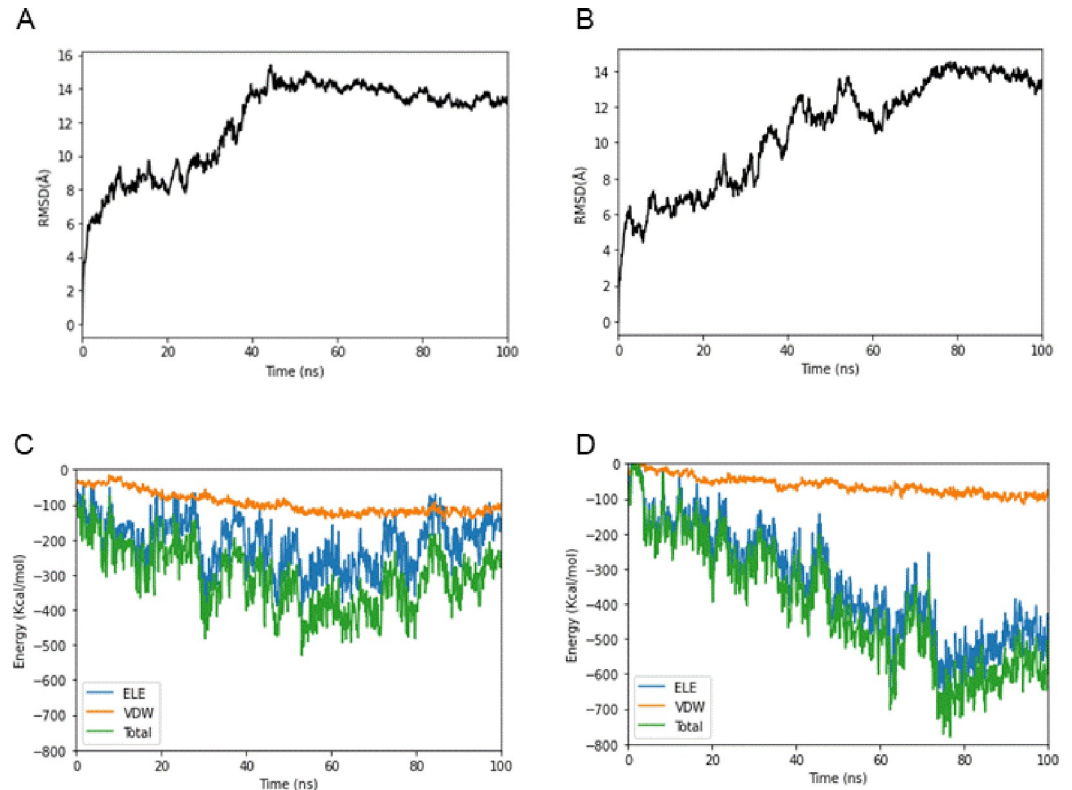 A
16
14
12
10
8
6
4
2
0
RMSD(Å)
0 20 40 60 80 100
Time (ns)
B
14
12
10
8
6
4
2
0
RMSD(Å)
0 20 40 60 80 100
Time (ns)
C
0
−100
−200
−300
−400
−500
−600
−700
−800
Energy (Kcal/mol)
ELE
VDW
Total
0 20 40 60 80 100
Time (ns)
D
0
−100
−200
−300
−400
−500
−600
−700
−800
Energy (Kcal/mol)
ELE
VDW
Total
0 20 40 60 80 100
Time (ns)